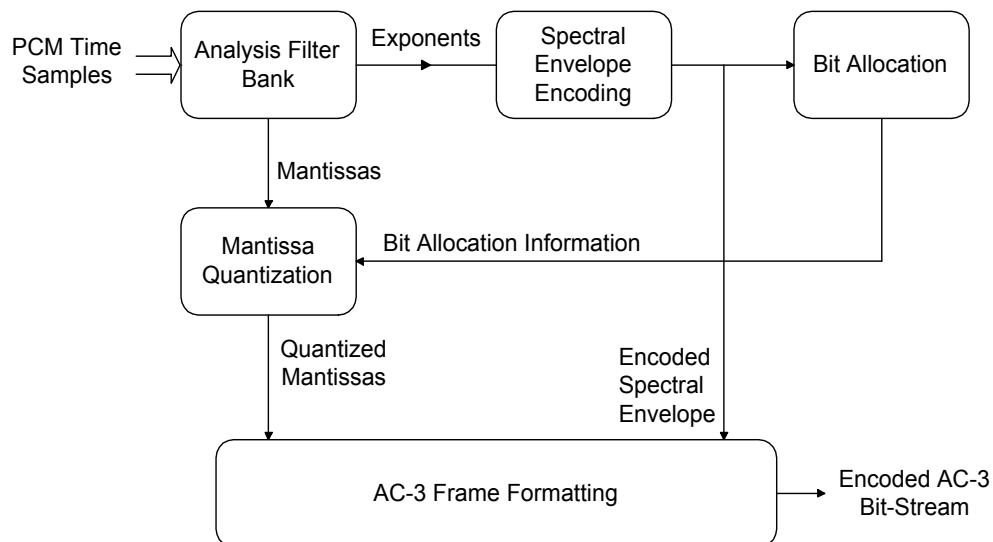 PCM Time
Samples
Analysis Filter
Bank
Exponents
Spectral
Envelope
Encoding
Bit Allocation
Mantissas
Mantissa
Quantization
Bit Allocation Information
Quantized
Mantissas
Encoded
Spectral
Envelope
AC-3 Frame Formatting
Encoded AC-3
Bit-Stream